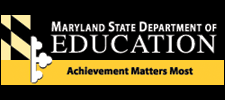 MARYLAND STATE DEPARTMENT OF
EDUCATION
Achievement Matters Most